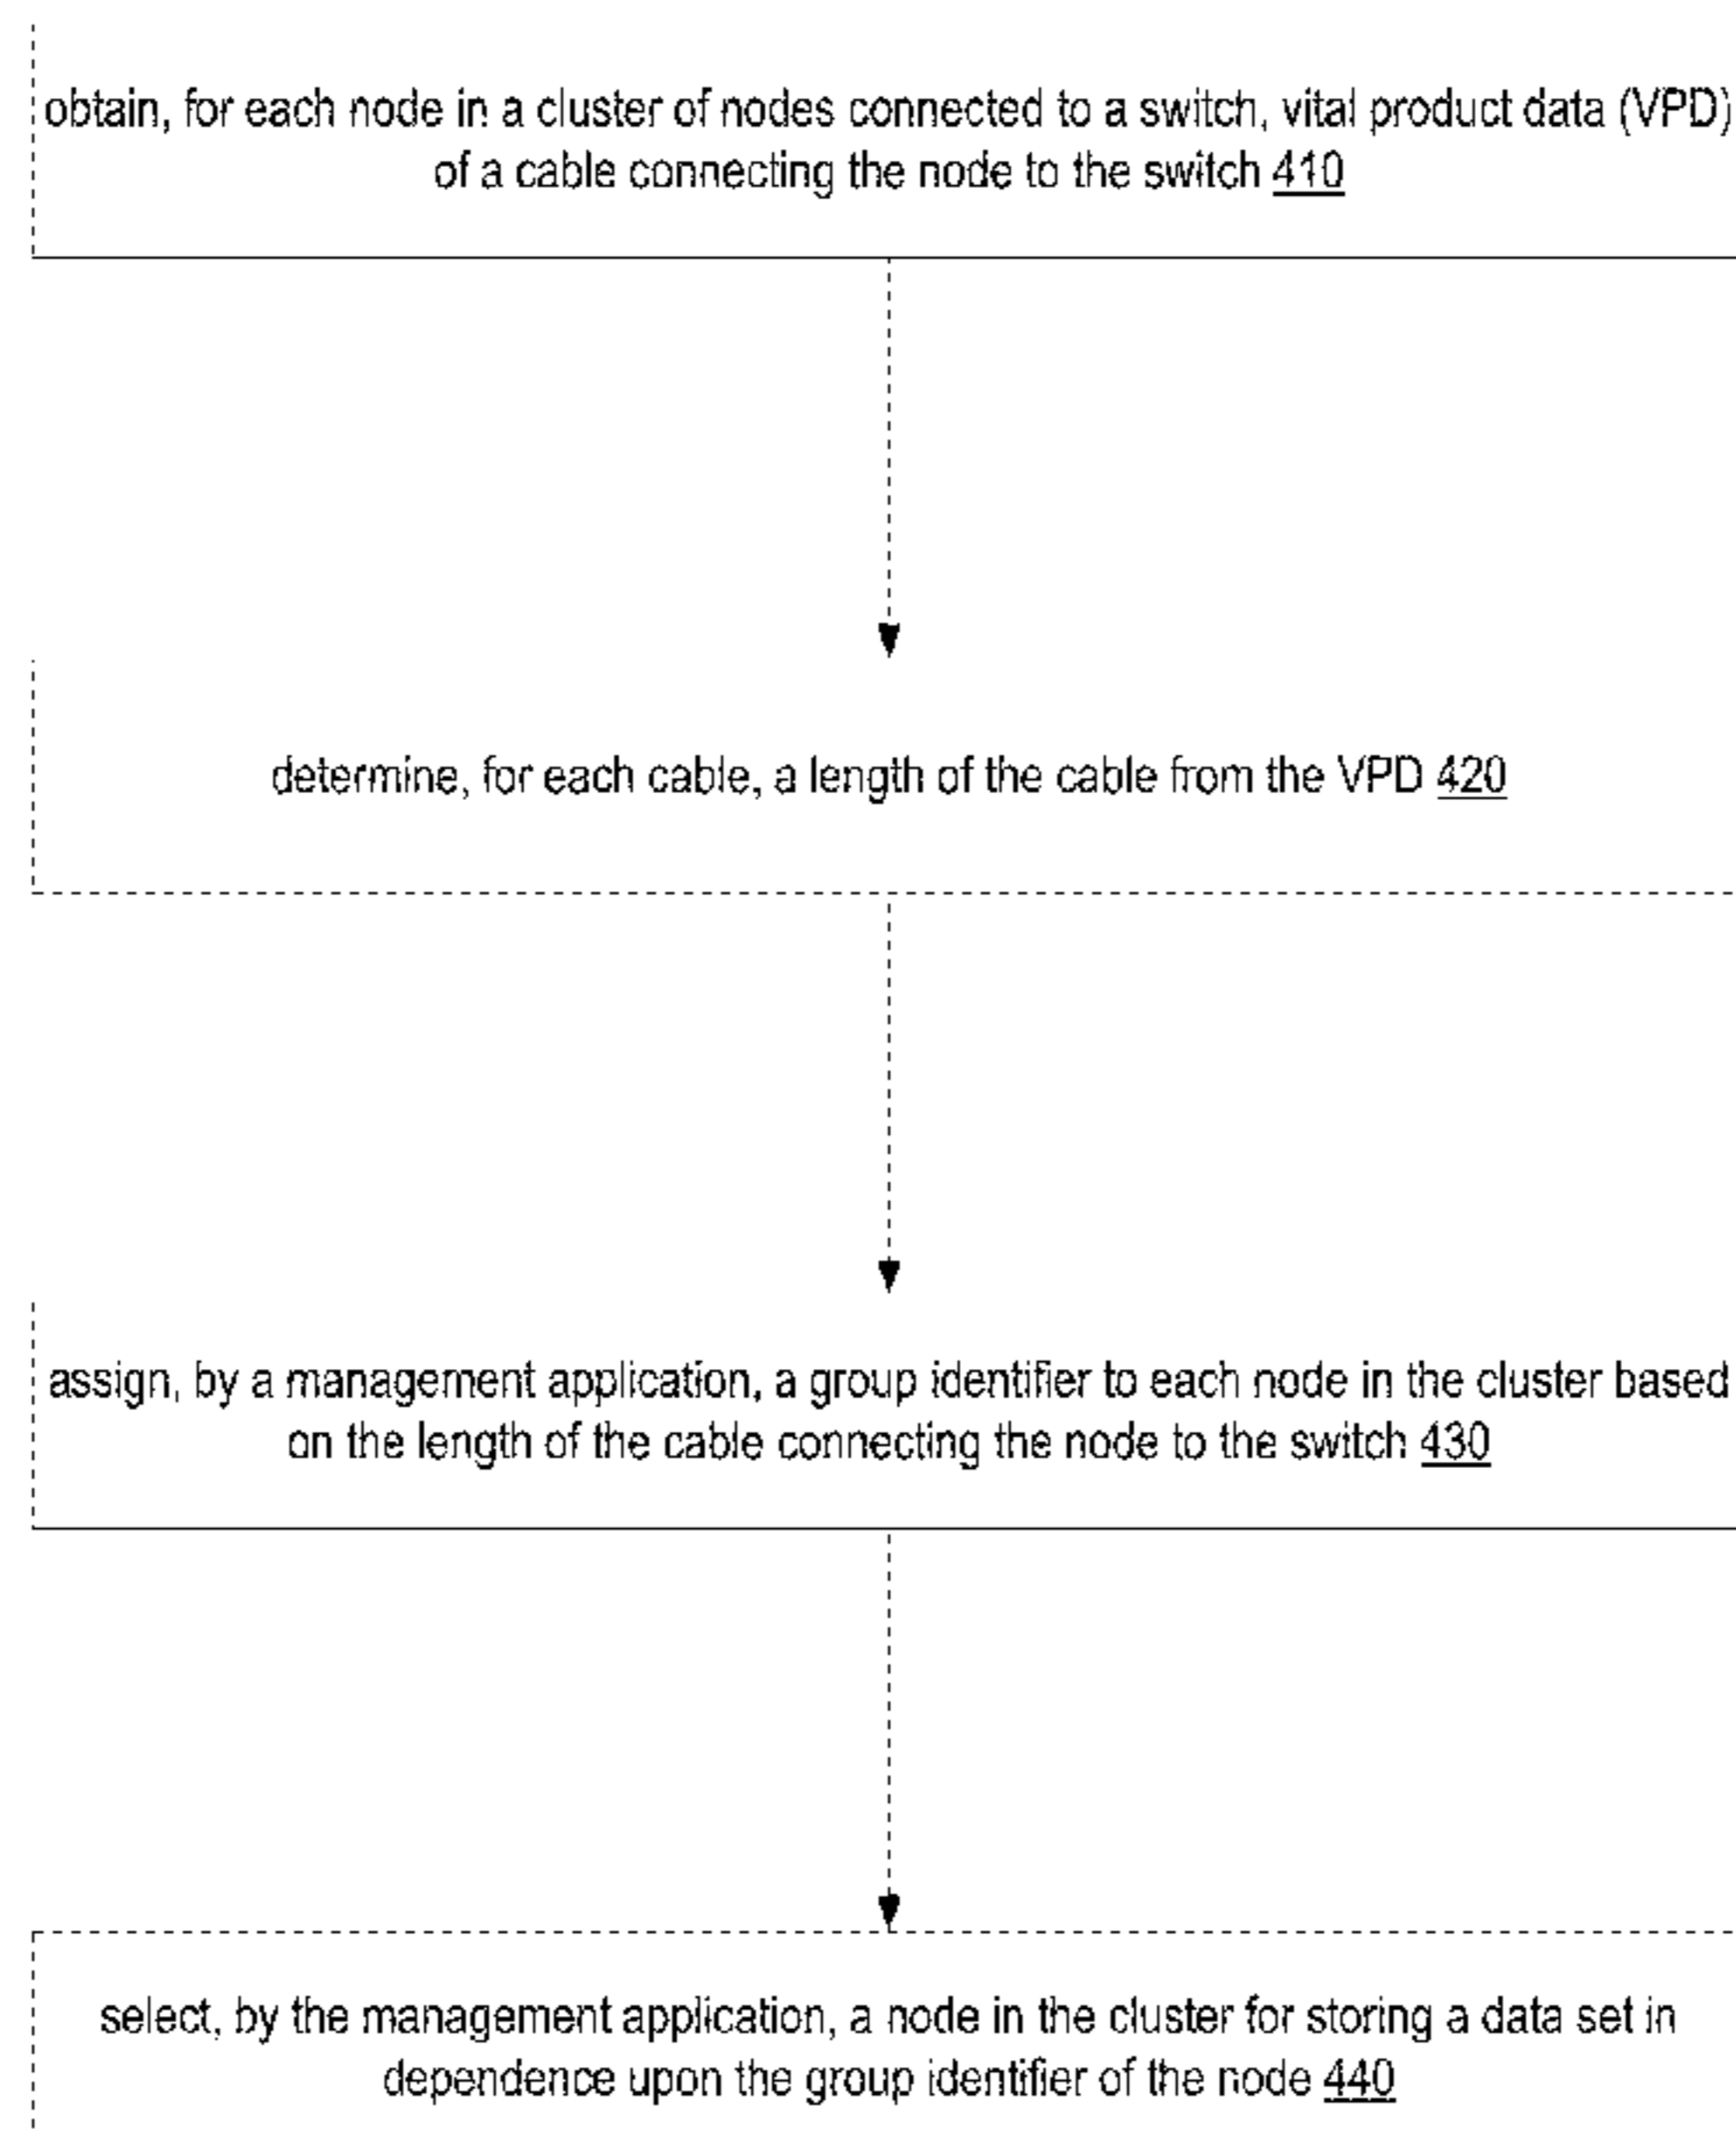 obtain, for each node in a cluster of nodes connected to a switch, vital product data (VPD)
of a cable connecting the node to the switch 410
determine, for each cable, a length of the cable from the VPD 420
assign, by a management application, a group identifier to each node in the cluster based
on the length of the cable connecting the node to the switch 430
select, by the management application, a node in the cluster for storing a data set in
dependence upon the group identifier of the node 440